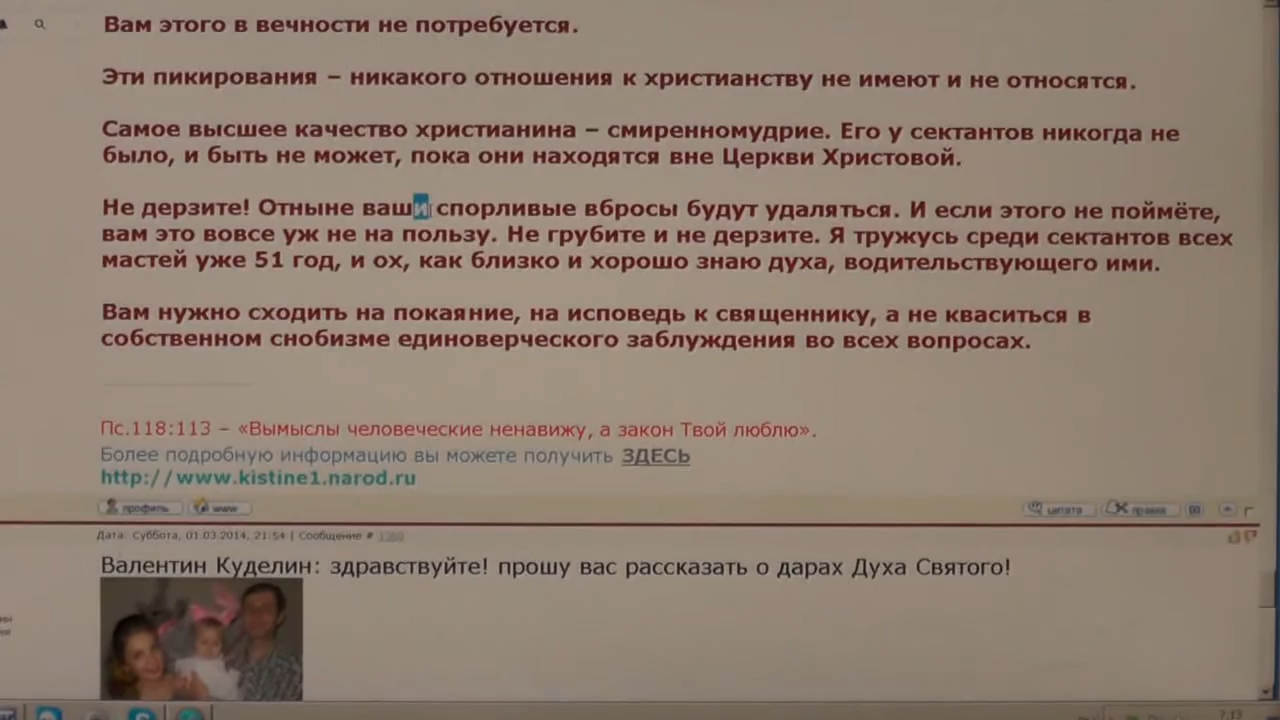 Вам этого в вечности не потребуется.
Эти пикирования – никакого отношения к христианству не имеют и не относятся.
Самое высшее качество христианина – смиренномудрие. Его у сектантов никогда не
было, и быть не может, пока они находятся вне Церкви Христовой.
Не дерзите! Отныне ваши спорливые вбросы будут удаляться. И если этого не поймёте,
вам это вовсе уж не на пользу. Не грубите и не дерзите. Я тружусь среди сектантов всех
мастей уже 51 год, и ох, как близко и хорошо знаю духа, водительствующего ими.
Вам нужно сходить на покаяние, на исповедь к священнику, а не кваситься в
собственном снобизме единоверческого заблуждения во всех вопросах.
Пс.118:113 – «Вымыслы человеческие ненавижу, а закон Твой люблю».
Более подробную информацию вы можете получить ЗДЕСЬ
http://www.kistine1.narod.ru
профиль www цитата правка
Дата: Суббота, 01.03.2014, 21:54 | Сообщение #
Валентин Куделин: здравствуйте! прошу вас рассказать о дарах Духа Святого!